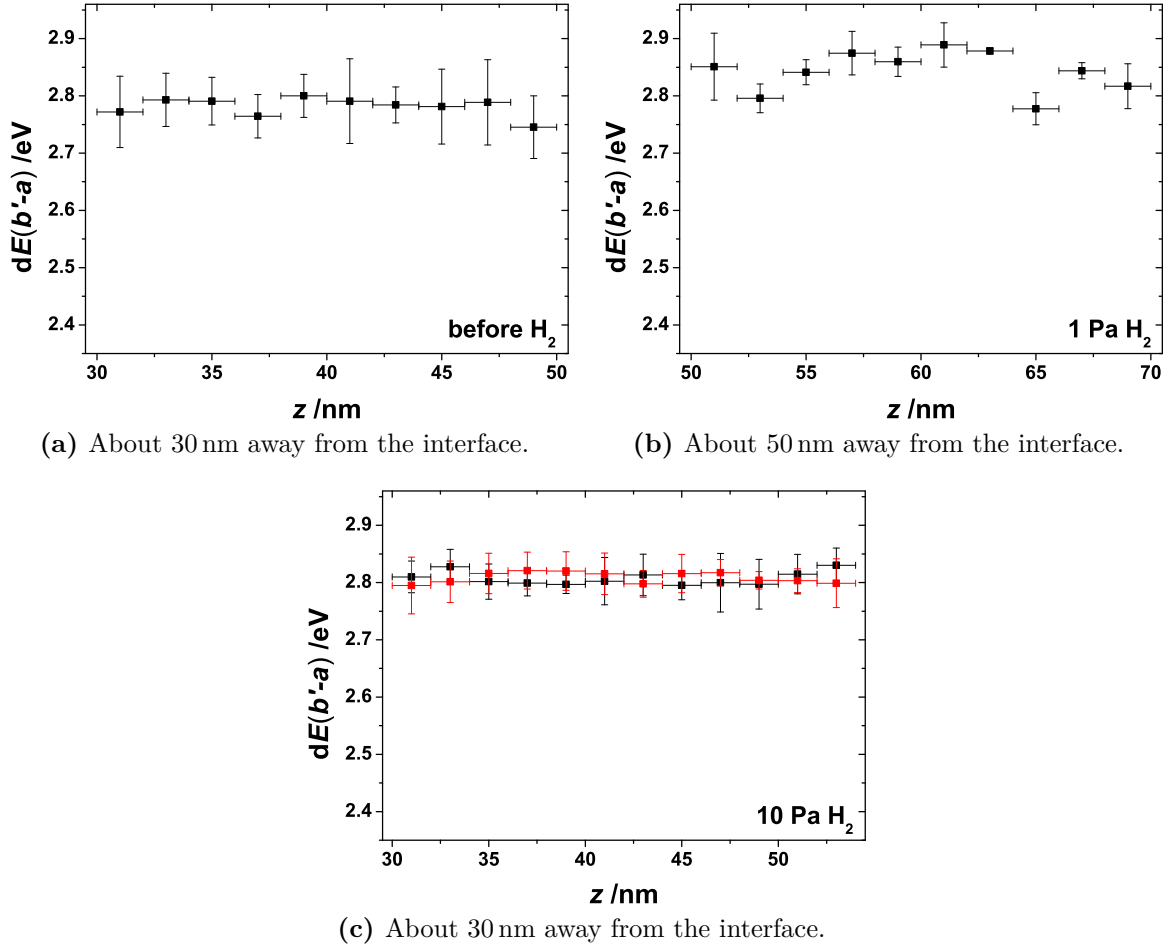 2.9
2.8
2.7
2.6
2.5
2.4
dE(b'-a) /eV
before H₂
30 35 40 45 50
z /nm
(a) About 30 nm away from the interface.
2.9
2.8
2.7
2.6
2.5
2.4
dE(b'-a) /eV
1 Pa H₂
50 55 60 65 70
z /nm
(b) About 50 nm away from the interface.
2.9
2.8
2.7
2.6
2.5
2.4
dE(b'-a) /eV
10 Pa H₂
30 35 40 45 50
z /nm
(c) About 30 nm away from the interface.